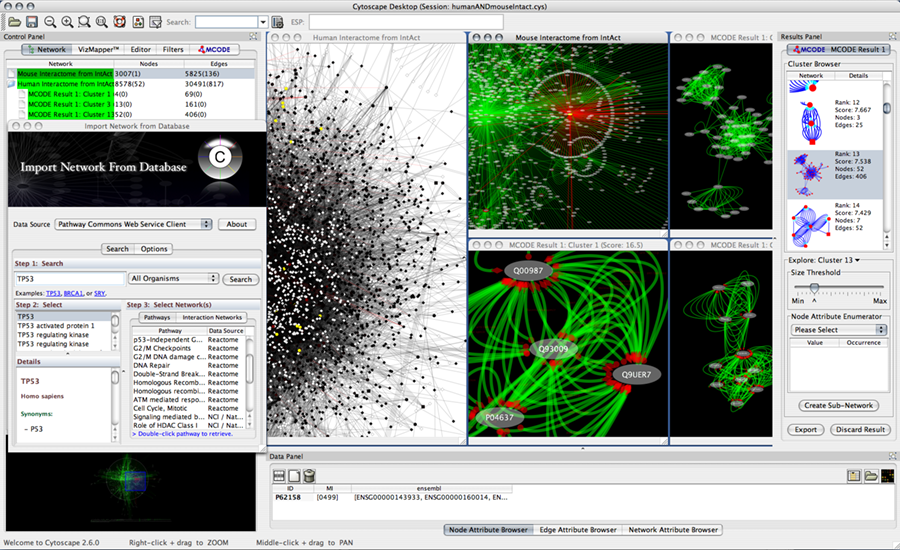 Cytoscape Desktop (Session: humanANDmouseIntact.cys)
Search:
ESP:
Control Panel
Network VizMapper™ Editor Filters MCODE
Network Nodes Edges
Mouse Interactome from IntAct 3007(1) 5825(136)
Human Interactome from IntAct 8578(52) 30491(817)
MCODE Result 1: Cluster 1 4(0) 69(0)
MCODE Result 1: Cluster 3 13(0) 161(0)
MCODE Result 1: Cluster 13 52(0) 406(0)
Import Network from Database
Import Network From Database
C
Data Source Pathway Commons Web Service Client About
Search Options
Step 1: Search
TP53 All Organisms Search
Examples: TP53, BRCA1, or SRY.
Step 2: Select
TP53
TP53 activated protein 1
TP53 regulating kinase
TP53 regulating kinase
Details
TP53
Homo sapiens
Synonyms:
- P53
Step 3: Select Network(s)
Pathways Interaction Networks
Pathway Data Source
p53-Independent G... Reactome
G2/M Checkpoints Reactome
G2/M DNA damage c... Reactome
DNA Repair Reactome
Double-Strand Break... Reactome
Homologous Recomb... Reactome
Homologous recombi... Reactome
ATM mediated respo... Reactome
Cell Cycle, Mitotic Reactome
Signaling mediated b... NCI / Nat...
Role of HDAC Class I NCI / Nat...
> Double-click pathway to retrieve.
Human Interactome from IntAct
Mouse Interactome from IntAct
MCODE Result 1: C
MCODE Result 1: Cluster 1 (Score: 16.5)
Q00987
Q93009
Q9UER7
P04637
MCODE Result 1: C
Results Panel
MCODE MCODE Result 1
Cluster Browser
Network Details
Rank: 12
Score: 7.667
Nodes: 3
Edges: 25
Rank: 13
Score: 7.538
Nodes: 52
Edges: 406
Rank: 14
Score: 7.429
Nodes: 7
Edges: 52
Explore: Cluster 13
Size Threshold
Min Max
Node Attribute Enumerator
Please Select
Value Occurrence
Create Sub-Network
Export Discard Result
Data Panel
ID MI ensembl
P62158 [0499] [ENSG00000143933, ENSG00000160014, EN...
Node Attribute Browser Edge Attribute Browser Network Attribute Browser
Welcome to Cytoscape 2.6.0 Right-click + drag to ZOOM Middle-click + drag to PAN